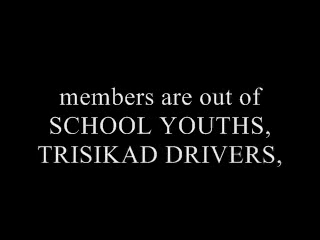 members are out of
SCHOOL YOUTHS,
TRISIKAD DRIVERS,